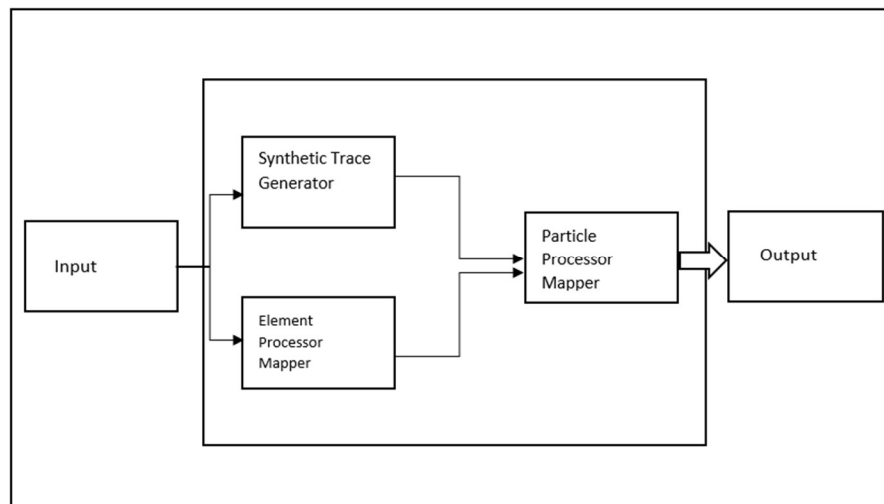 Synthetic Trace
Generator
Input
Element
Processor
Mapper
Particle
Processor
Mapper
Output